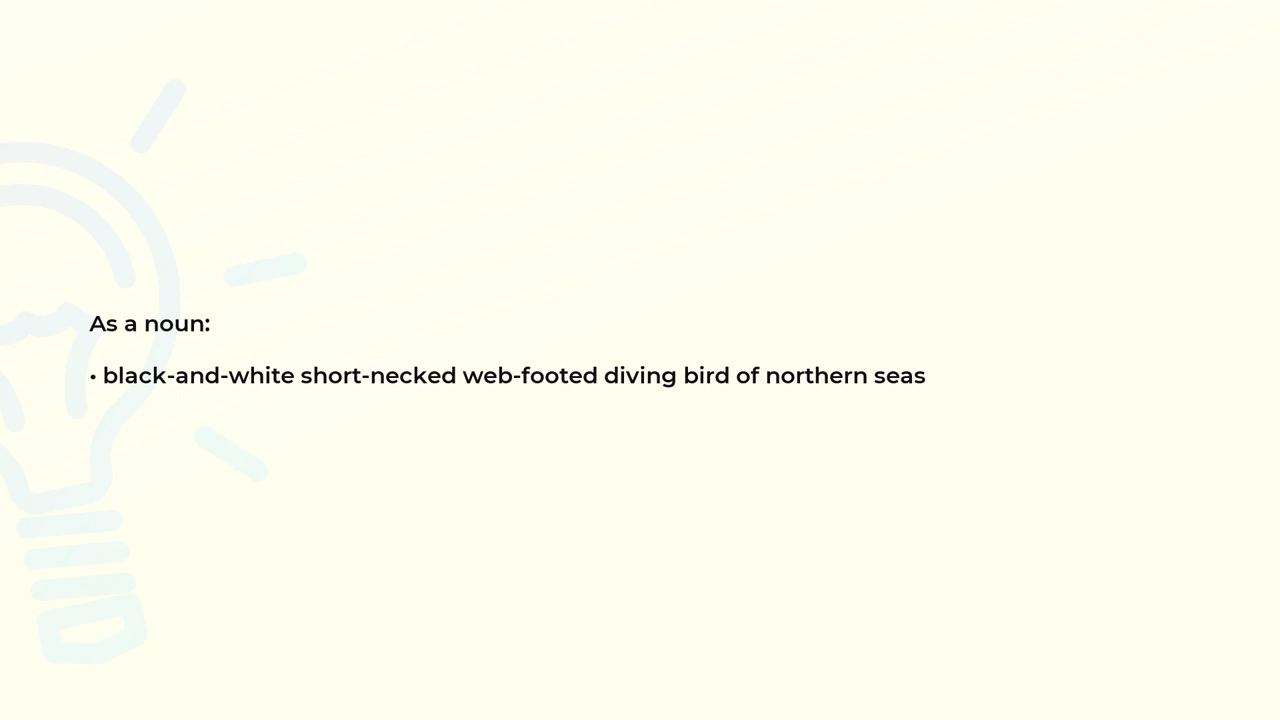 As a noun:
• black-and-white short-necked web-footed diving bird of northern seas